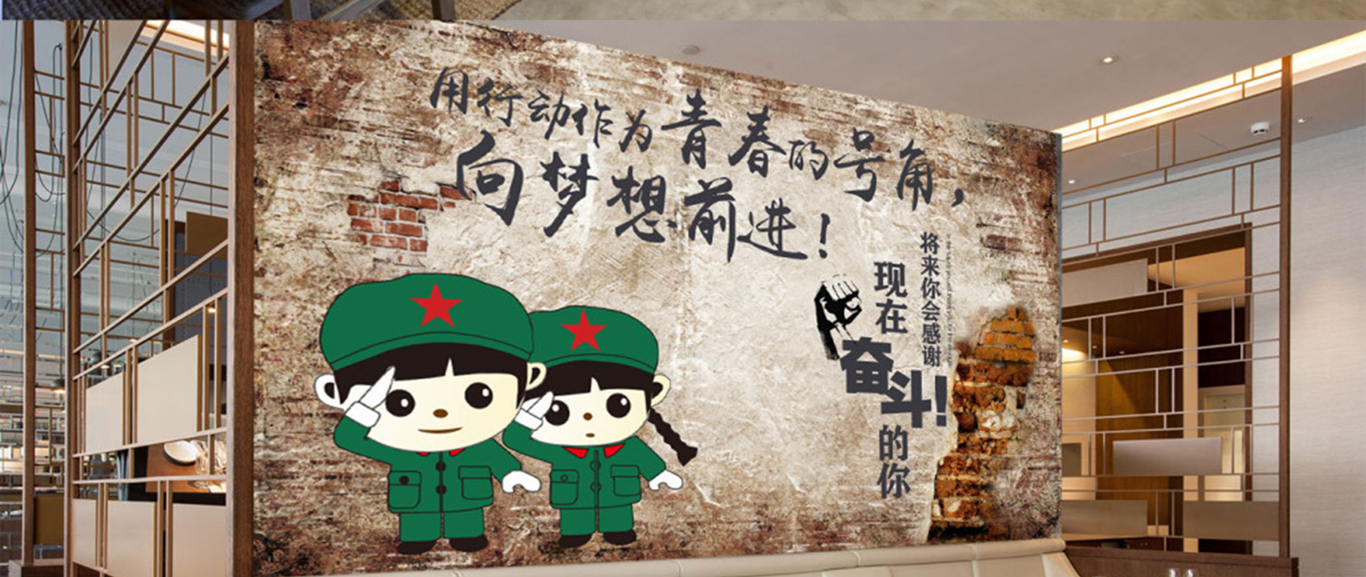 用行动作为青春的号角，
向梦想前进！
将来你会感谢
现在
奋斗！
的你